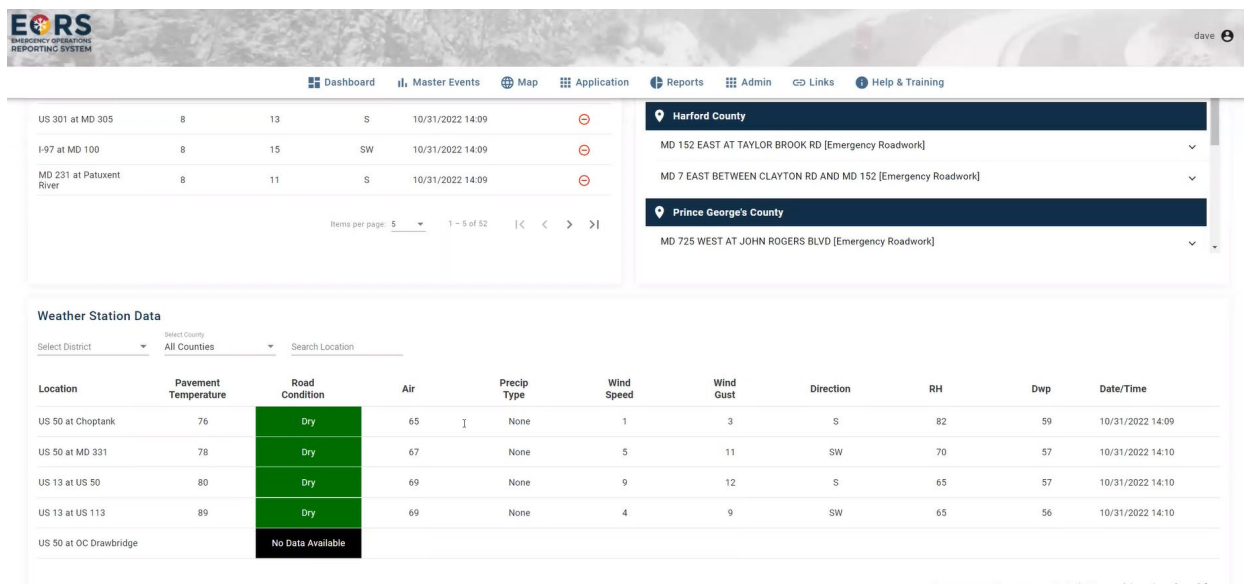 EORS
EMERGENCY OPERATIONS
REPORTING SYSTEM
dave
Dashboard Master Events Map Application Reports Admin Links Help & Training
US 301 at MD 305 8 13 S 10/31/2022 14:09
I-97 at MD 100 8 15 SW 10/31/2022 14:09
MD 231 at Patuxent
River 8 11 S 10/31/2022 14:09
Items per page: 5 1 – 5 of 52
Harford County
MD 152 EAST AT TAYLOR BROOK RD [Emergency Roadwork]
MD 7 EAST BETWEEN CLAYTON RD AND MD 152 [Emergency Roadwork]
Prince George's County
MD 725 WEST AT JOHN ROGERS BLVD [Emergency Roadwork]
Weather Station Data
Select District
Select County
All Counties
Search Location
Location Pavement Temperature Road Condition Air Precip Type Wind Speed Wind Gust Direction RH Dwp Date/Time
US 50 at Choptank 76 Dry 65 None 1 3 S 82 59 10/31/2022 14:09
US 50 at MD 331 78 Dry 67 None 5 11 SW 70 57 10/31/2022 14:10
US 13 at US 50 80 Dry 69 None 9 12 S 65 57 10/31/2022 14:10
US 13 at US 113 89 Dry 69 None 4 9 SW 65 56 10/31/2022 14:10
US 50 at OC Drawbridge No Data Available